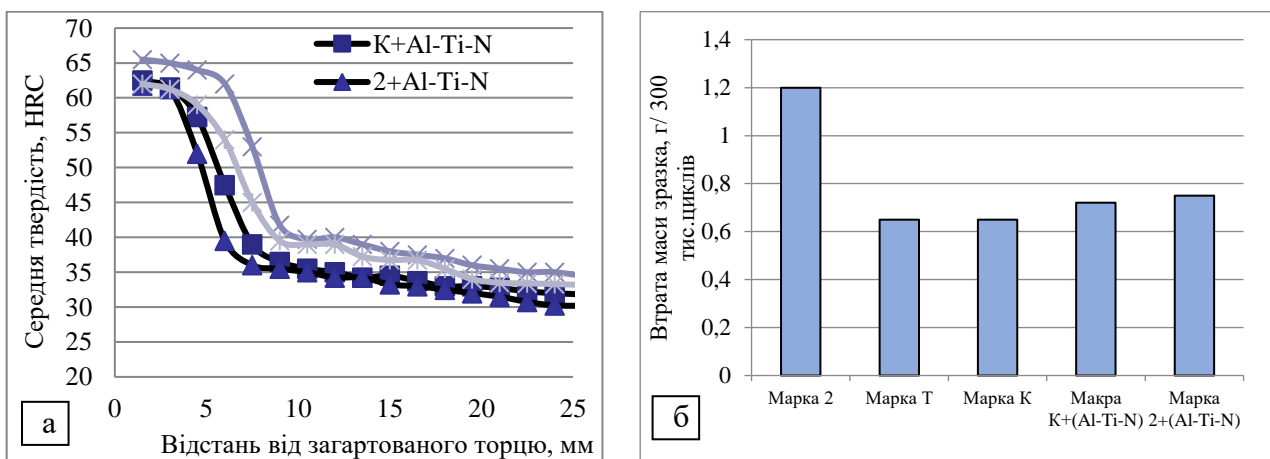 Середня твердість, HRC
70
65
60
55
50
45
40
35
30
25
20
К+Al-Ti-N
2+Al-Ti-N
0 5 10 15 20 25
а
Відстань від загартованого торцю, мм
Втрата маси зразка, г/ 300
тис.циклів
1,4
1,2
1
0,8
0,6
0,4
0,2
0
Марка 2 Марка Т Марка К Макра Марка
К+(Al-Ti-N) 2+(Al-Ti-N)
б